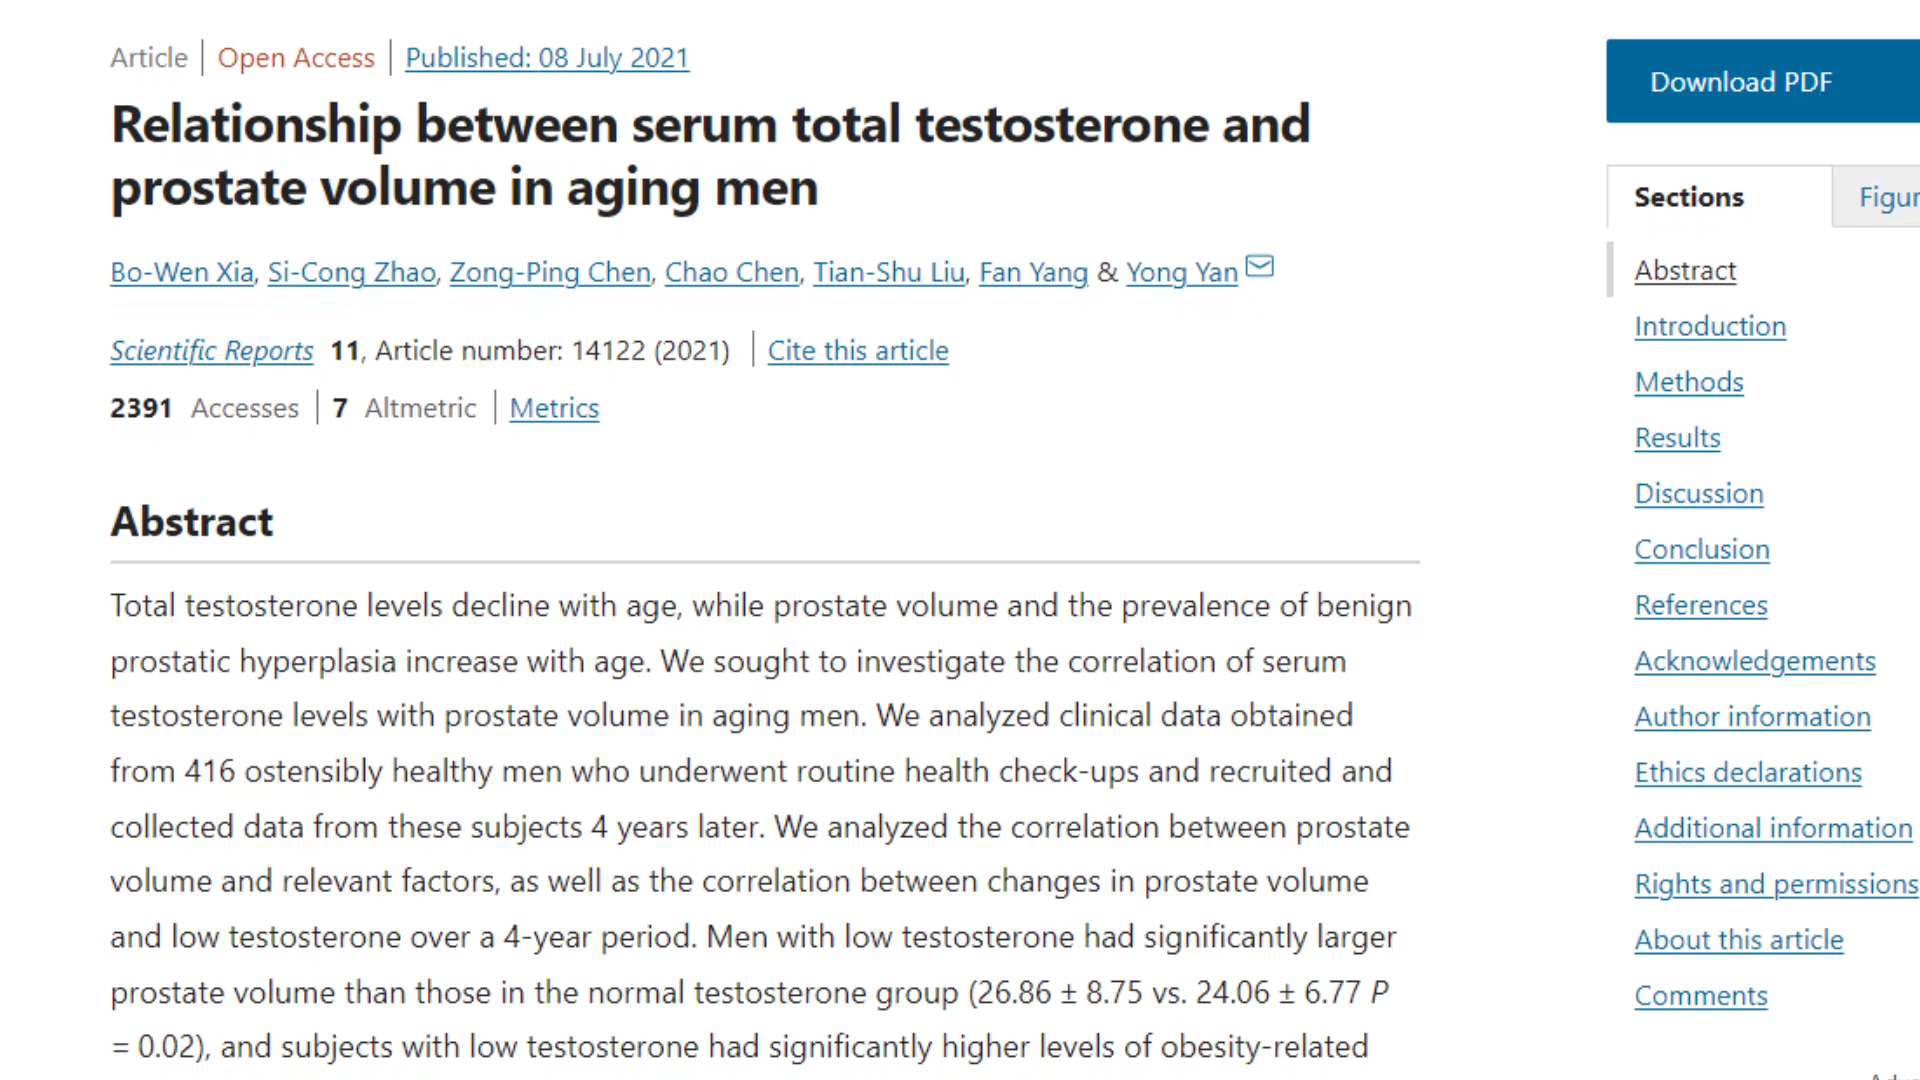 Article | Open Access | Published: 08 July 2021
Relationship between serum total testosterone and
prostate volume in aging men
Bo-Wen Xia, Si-Cong Zhao, Zong-Ping Chen, Chao Chen, Tian-Shu Liu, Fan Yang & Yong Yan
Scientific Reports 11, Article number: 14122 (2021) | Cite this article
2391 Accesses | 7 Altmetric | Metrics
Abstract
Total testosterone levels decline with age, while prostate volume and the prevalence of benign
prostatic hyperplasia increase with age. We sought to investigate the correlation of serum
testosterone levels with prostate volume in aging men. We analyzed clinical data obtained
from 416 ostensibly healthy men who underwent routine health check-ups and recruited and
collected data from these subjects 4 years later. We analyzed the correlation between prostate
volume and relevant factors, as well as the correlation between changes in prostate volume
and low testosterone over a 4-year period. Men with low testosterone had significantly larger
prostate volume than those in the normal testosterone group (26.86 ± 8.75 vs. 24.06 ± 6.77 P
= 0.02), and subjects with low testosterone had significantly higher levels of obesity-related
Download PDF
Sections
Figur
Abstract
Introduction
Methods
Results
Discussion
Conclusion
References
Acknowledgements
Author information
Ethics declarations
Additional information
Rights and permissions
About this article
Comments